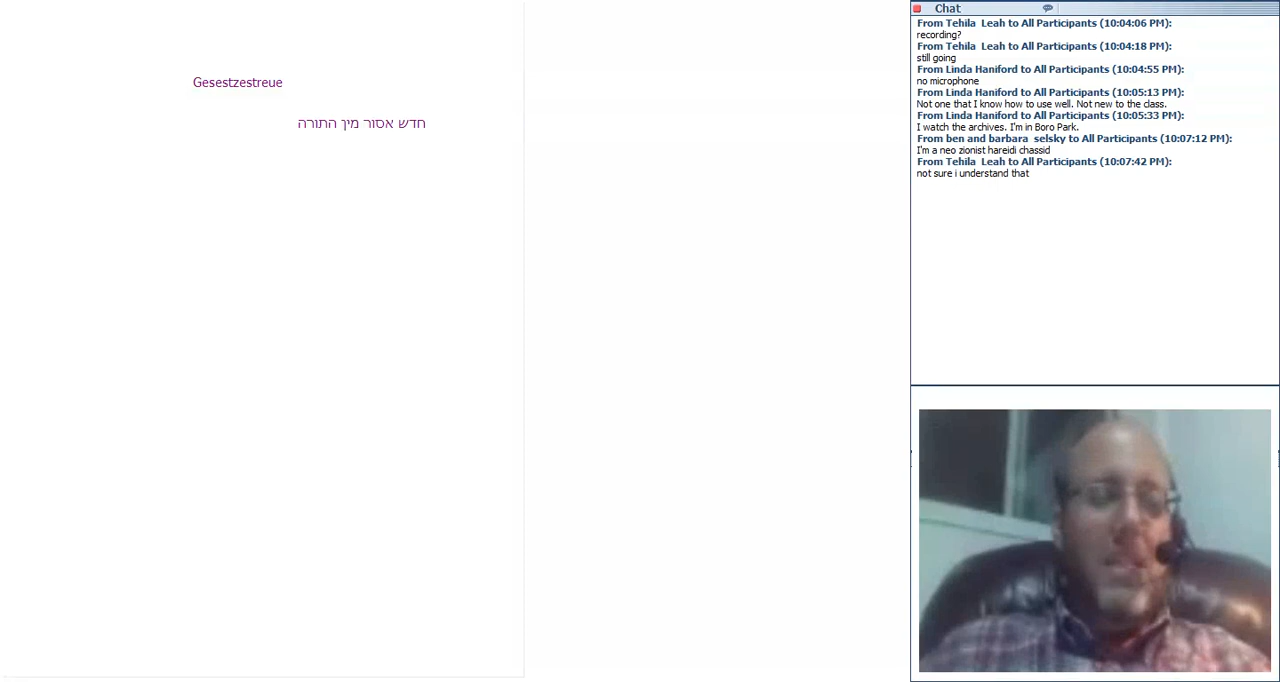 Gesestzestreue
חדש אסור מין התורה
Chat
From Tehila Leah to All Participants (10:04:06 PM):
recording?
From Tehila Leah to All Participants (10:04:18 PM):
still going
From Linda Haniford to All Participants (10:04:55 PM):
no microphone
From Linda Haniford to All Participants (10:05:13 PM):
Not one that I know how to use well. Not new to the class.
From Linda Haniford to All Participants (10:05:33 PM):
I watch the archives. I'm in Boro Park.
From ben and barbara selsky to All Participants (10:07:12 PM):
I'm a neo zionist hareidi chassid
From Tehila Leah to All Participants (10:07:42 PM):
not sure i understand that